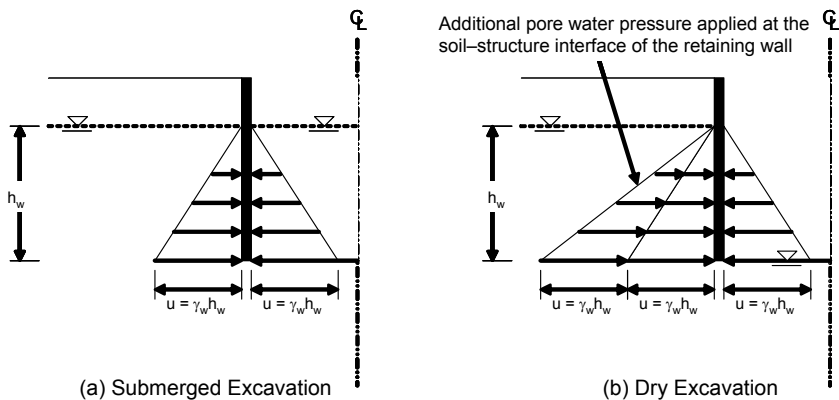 ℄
℄
Additional pore water pressure applied at the
soil–structure interface of the retaining wall
h_w
h_w
u = γ_wh_w
u = γ_wh_w
u = γ_wh_w
u = γ_wh_w
u = γ_wh_w
(a) Submerged Excavation
(b) Dry Excavation